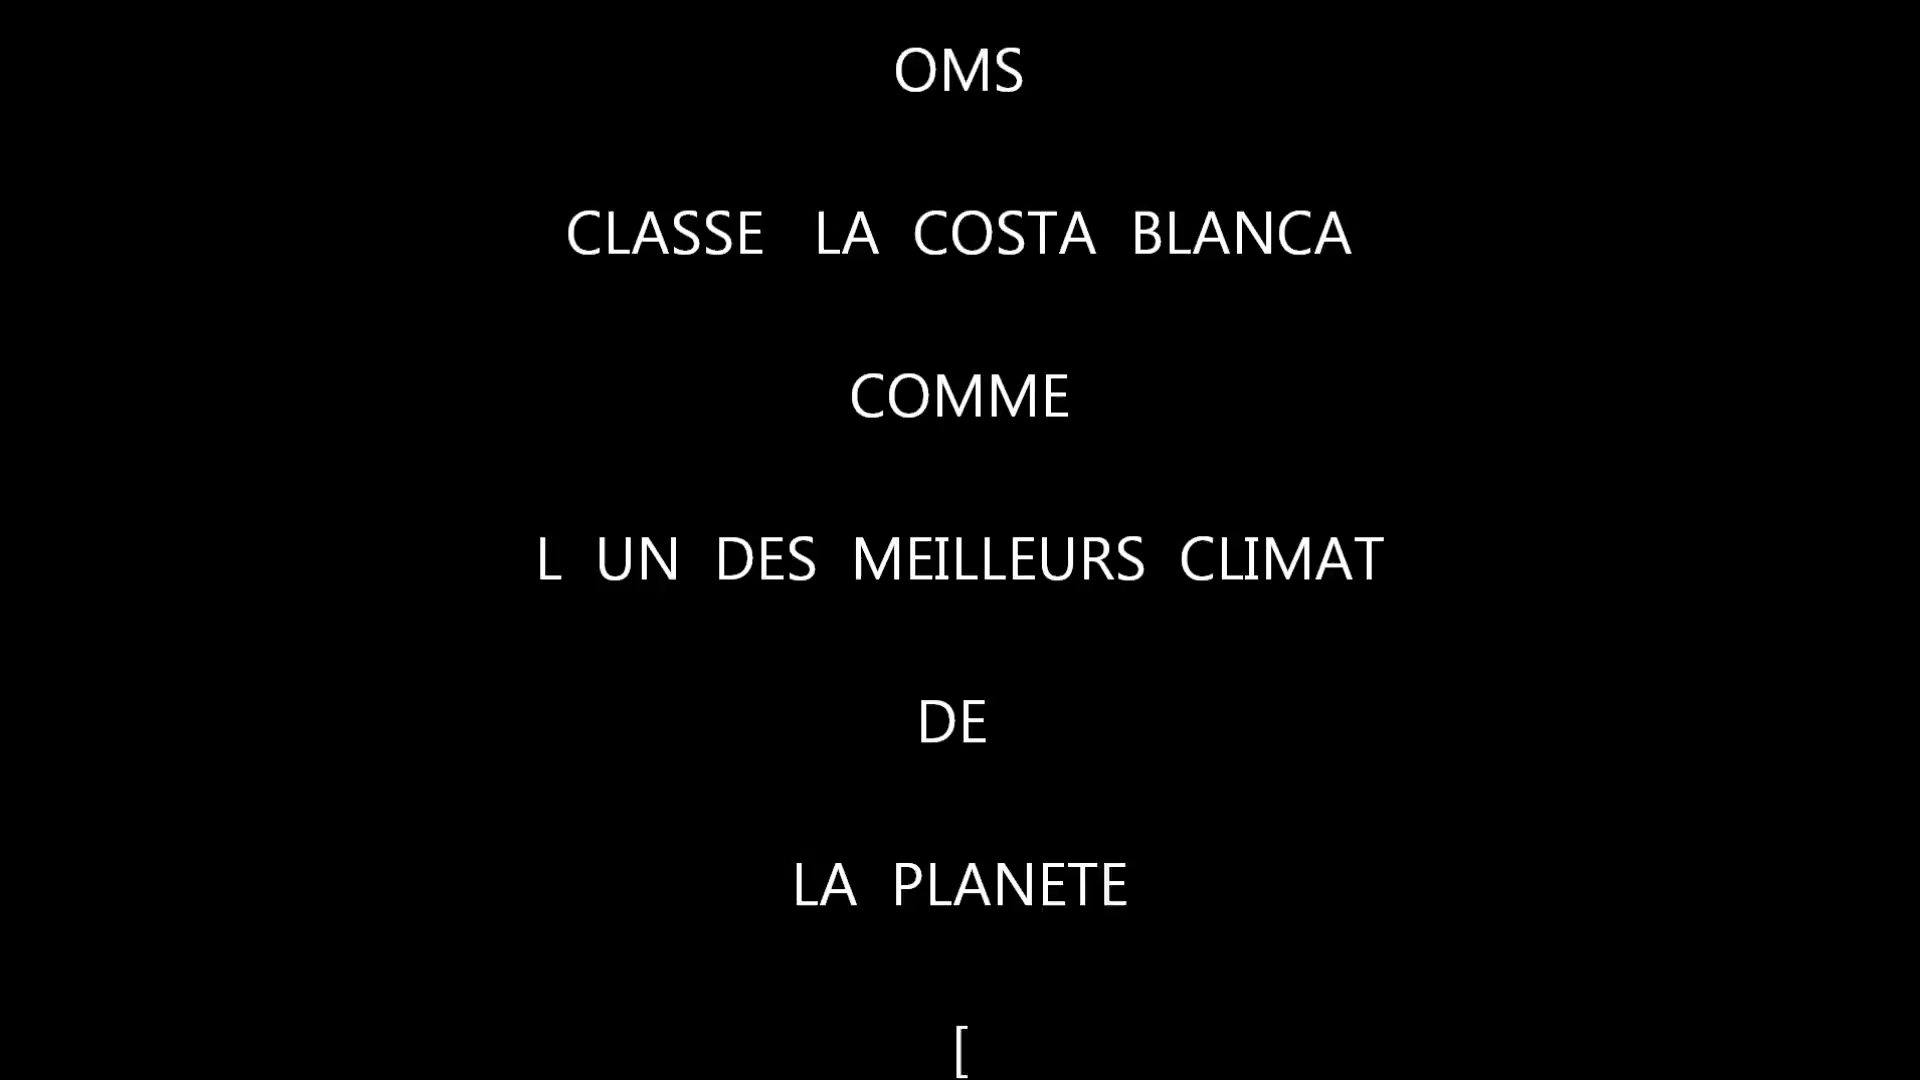 OMS
CLASSE LA COSTA BLANCA
COMME
L UN DES MEILLEURS CLIMAT
DE
LA PLANETE
[